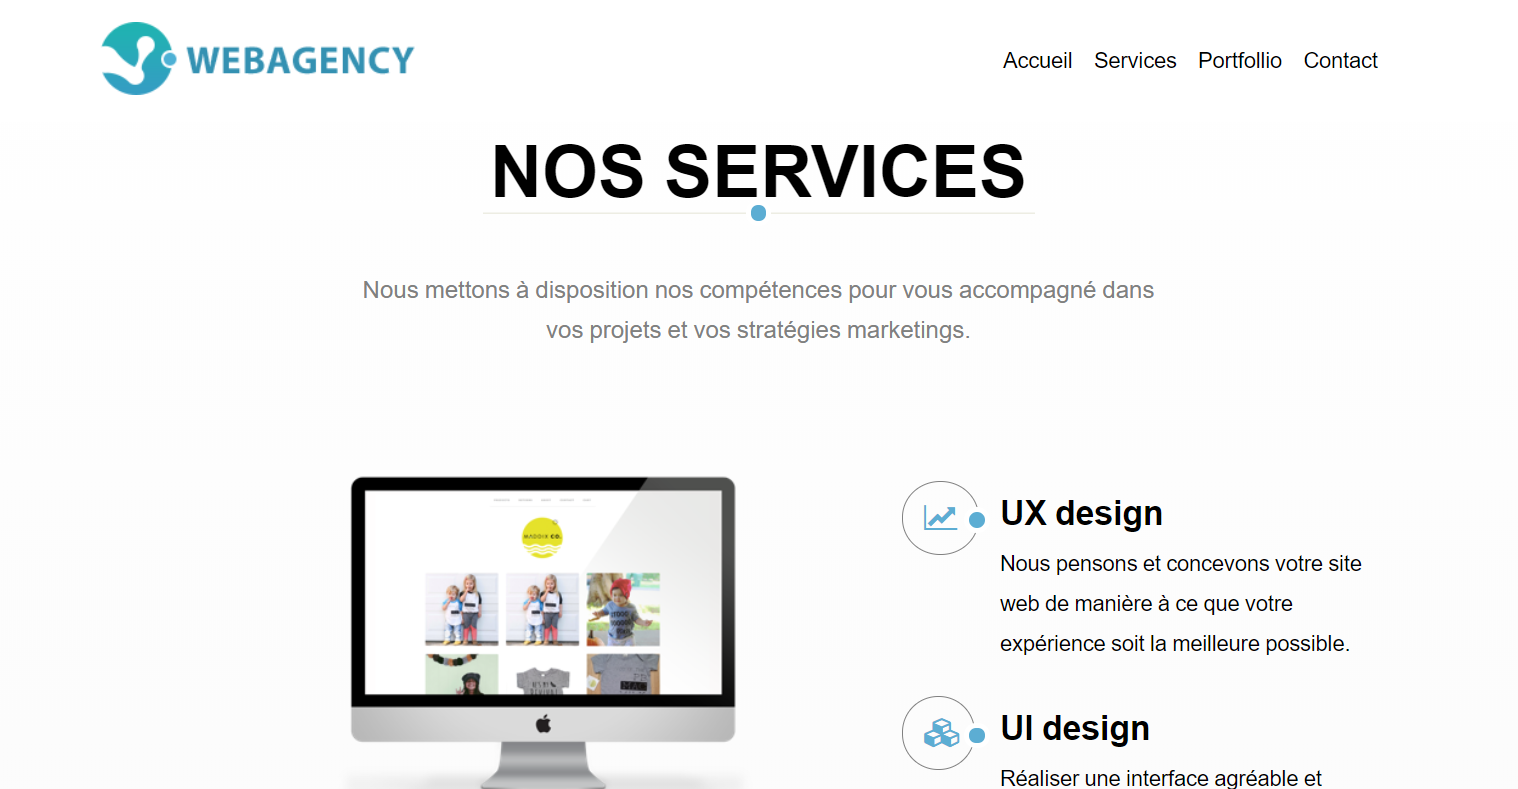 WEBAGENCY
Accueil Services Portfollio Contact
NOS SERVICES
Nous mettons à disposition nos compétences pour vous accompagné dans
vos projets et vos stratégies marketings.
MADDIX CO.
UX design
Nous pensons et concevons votre site
web de manière à ce que votre
expérience soit la meilleure possible.
UI design
Réaliser une interface agréable et